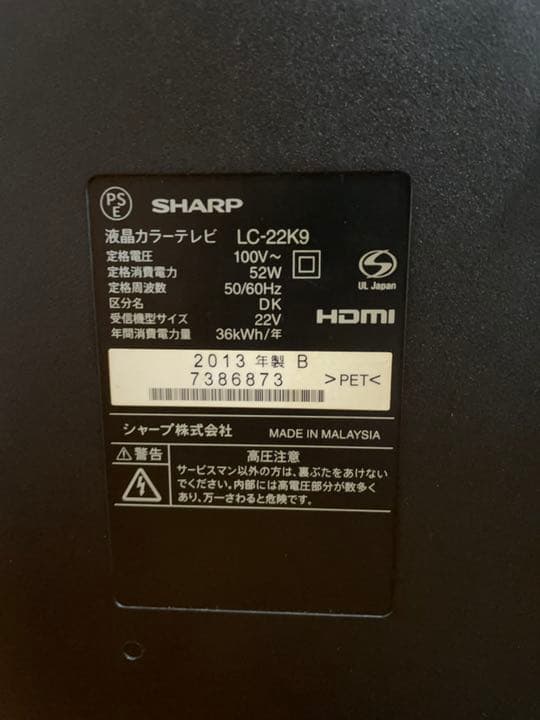 PS
E
SHARP
液晶カラーテレビ LC-22K9
定格電圧 100V～
定格消費電力 52W
定格周波数 50/60Hz
区分名 DK
受信機型サイズ 22V
年間消費電力量 36kWh/年
S
UL Japan
HDMI
2013 年製 B
7386873 >PET<
シャープ株式会社 MADE IN MALAYSIA
⚠警告 高圧注意
サービスマン以外の方は、裏ぶたをあけない
でください。内部には高電圧部分が数多く
あり、万一さわると危険です。